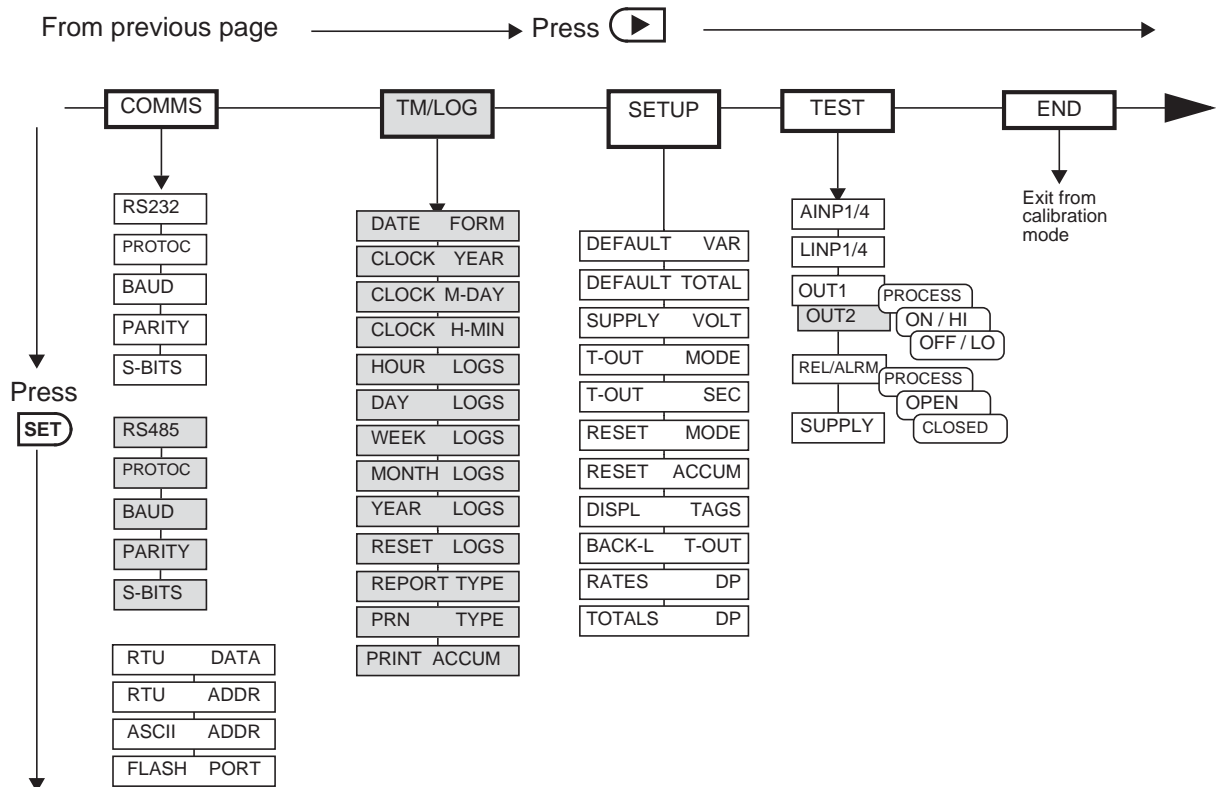 From previous page
Press
COMMS
TM/LOG
SETUP
TEST
END
Press
SET
RS232
PROTOC
BAUD
PARITY
S-BITS
RS485
PROTOC
BAUD
PARITY
S-BITS
RTU DATA
RTU ADDR
ASCII ADDR
FLASH PORT
DATE FORM
CLOCK YEAR
CLOCK M-DAY
CLOCK H-MIN
HOUR LOGS
DAY LOGS
WEEK LOGS
MONTH LOGS
YEAR LOGS
RESET LOGS
REPORT TYPE
PRN TYPE
PRINT ACCUM
DEFAULT VAR
DEFAULT TOTAL
SUPPLY VOLT
T-OUT MODE
T-OUT SEC
RESET MODE
RESET ACCUM
DISPL TAGS
BACK-L T-OUT
RATES DP
TOTALS DP
AINP1/4
LINP1/4
OUT1
OUT2
PROCESS
ON / HI
OFF / LO
REL/ALRM
PROCESS
OPEN
CLOSED
SUPPLY
Exit from
calibration
mode